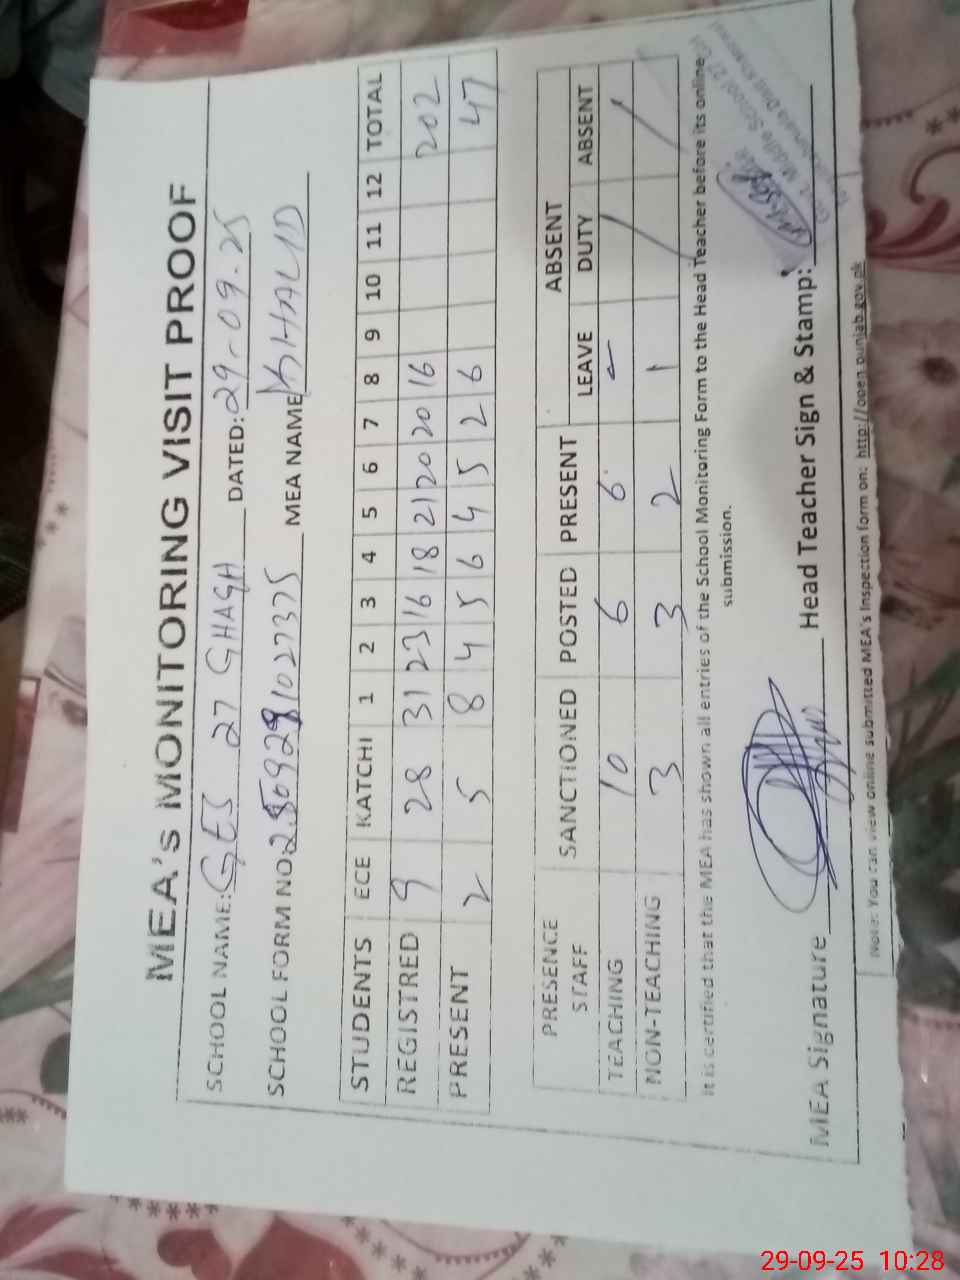 MEA's MONITORING VISIT PROOF
SCHOOL NAME: GES 27 GHAGH DATED: 29-09-25
SCHOOL FORM NO: MEA NAME KHALID
STUDENTS ECE KATCHI 1 2 3 4 5 6 7 8 9 10 11 12 TOTAL
REGISTRED 9 28 31 23 16 18 21 20 20 16 202
PRESENT 2 5 8 4 5 6 4 5 2 6 47
PRESENCE STAFF SANCTIONED POSTED PRESENT ABSENT
LEAVE DUTY ABSENT
TEACHING 10 6 6 - / /
NON-TEACHING 3 3 2 1
It is certified that the MEA has shown all entries of the School Monitoring Form to the Head Teacher before its online
submission.
MEA Signature Head Teacher Sign & Stamp:
Note: You can view online submitted MEA's Inspection form on: http://open.punjab.gov.pk
29-09-25 10:28